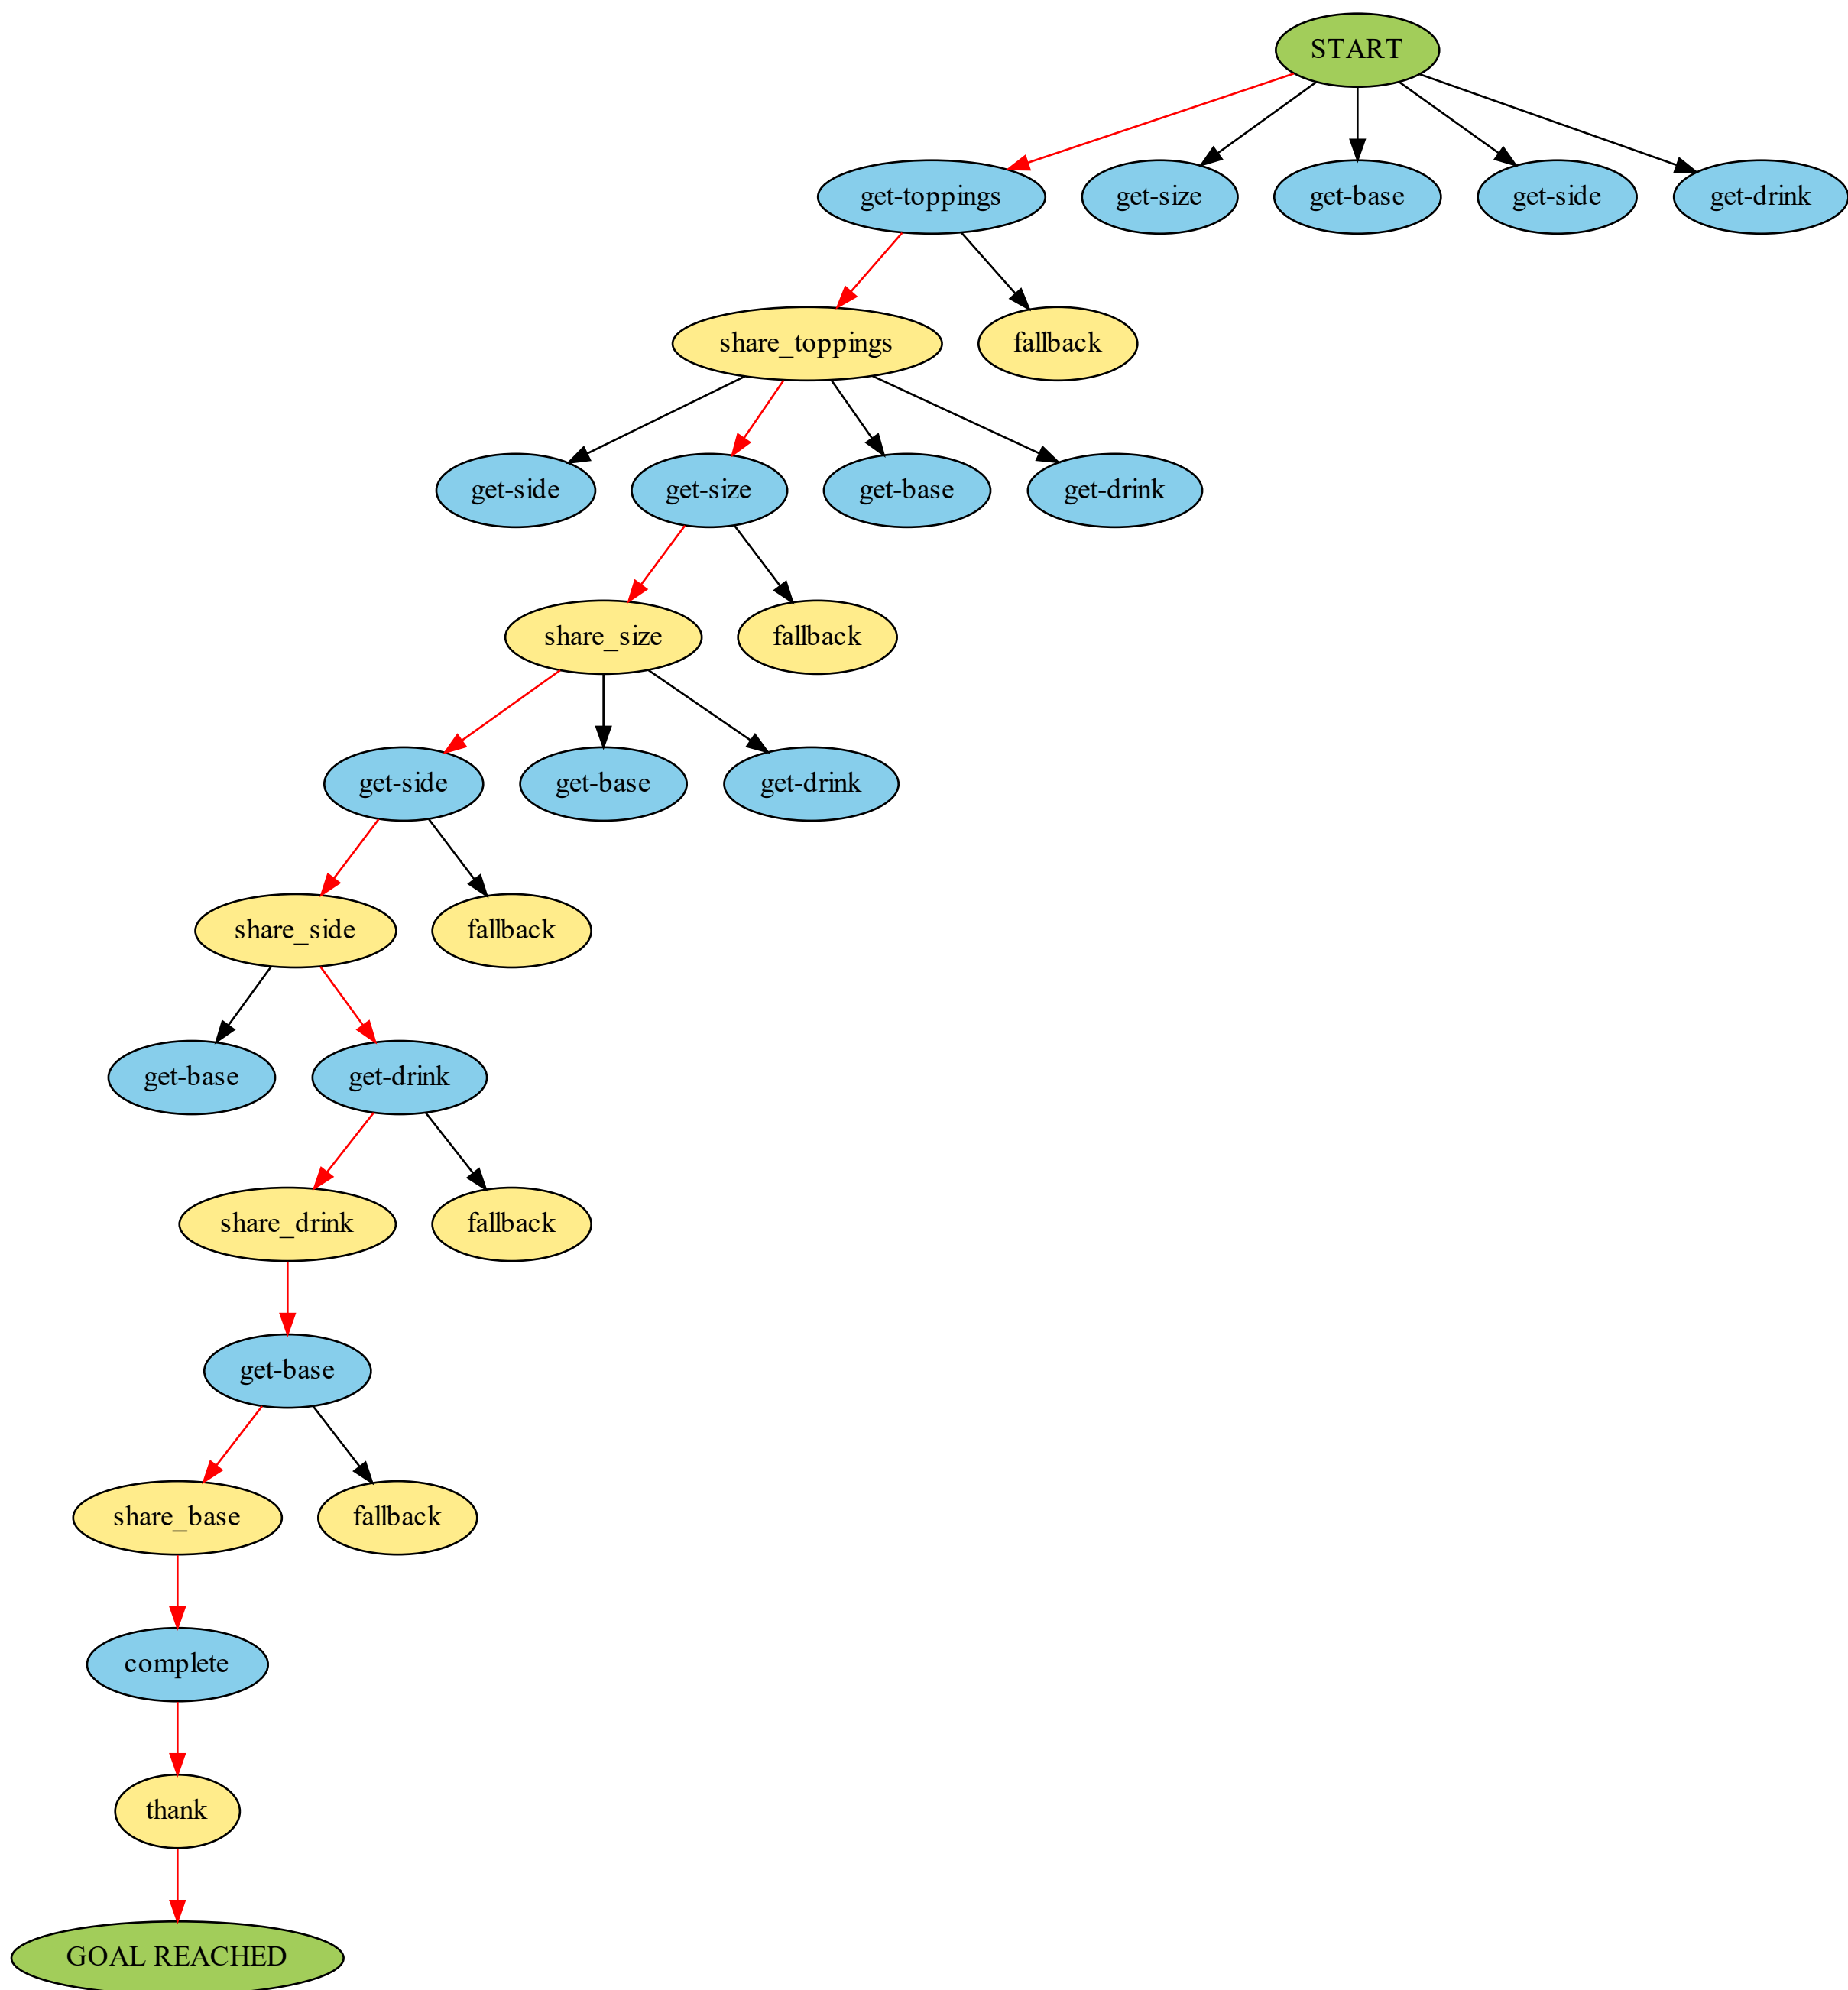 START
get-toppings
get-size
get-base
get-side
get-drink
share_toppings
fallback
get-side
get-size
get-base
get-drink
share_size
fallback
get-side
get-base
get-drink
share_side
fallback
get-base
get-drink
share_drink
fallback
get-base
share_base
fallback
complete
thank
GOAL REACHED